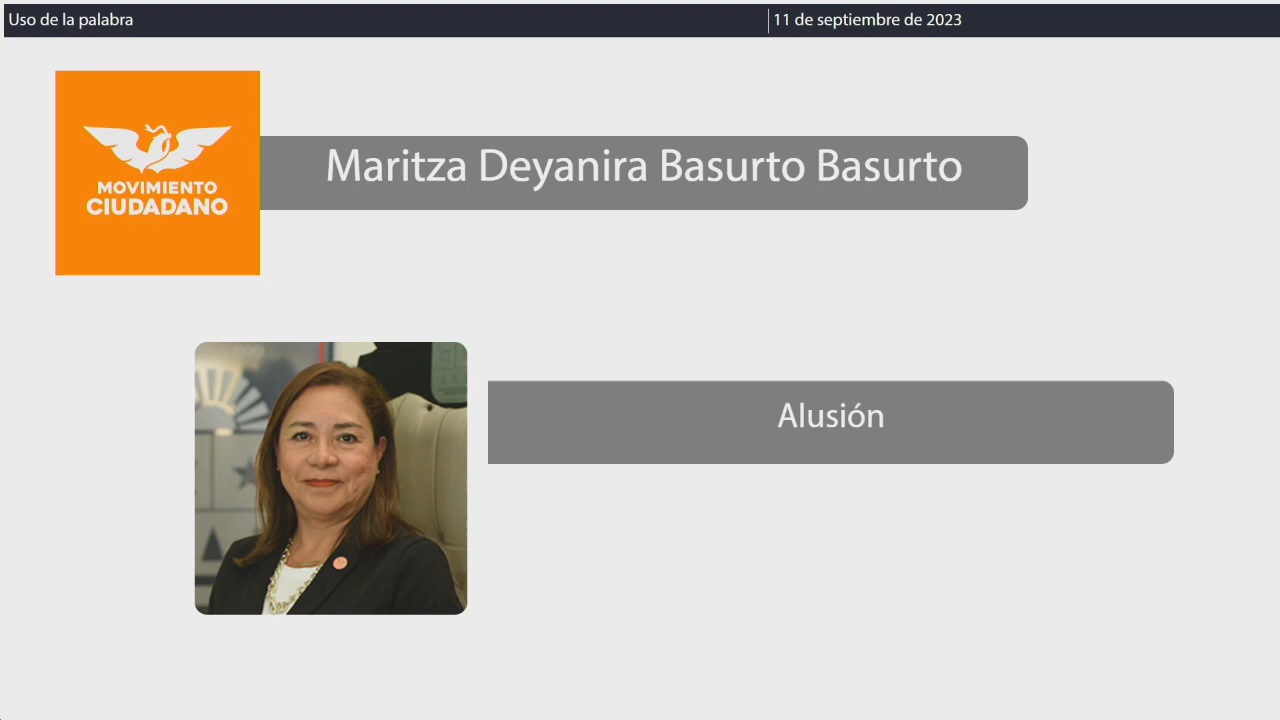 Uso de la palabra
11 de septiembre de 2023
MOVIMIENTO
CIUDADANO
Maritza Deyanira Basurto Basurto
Alusión